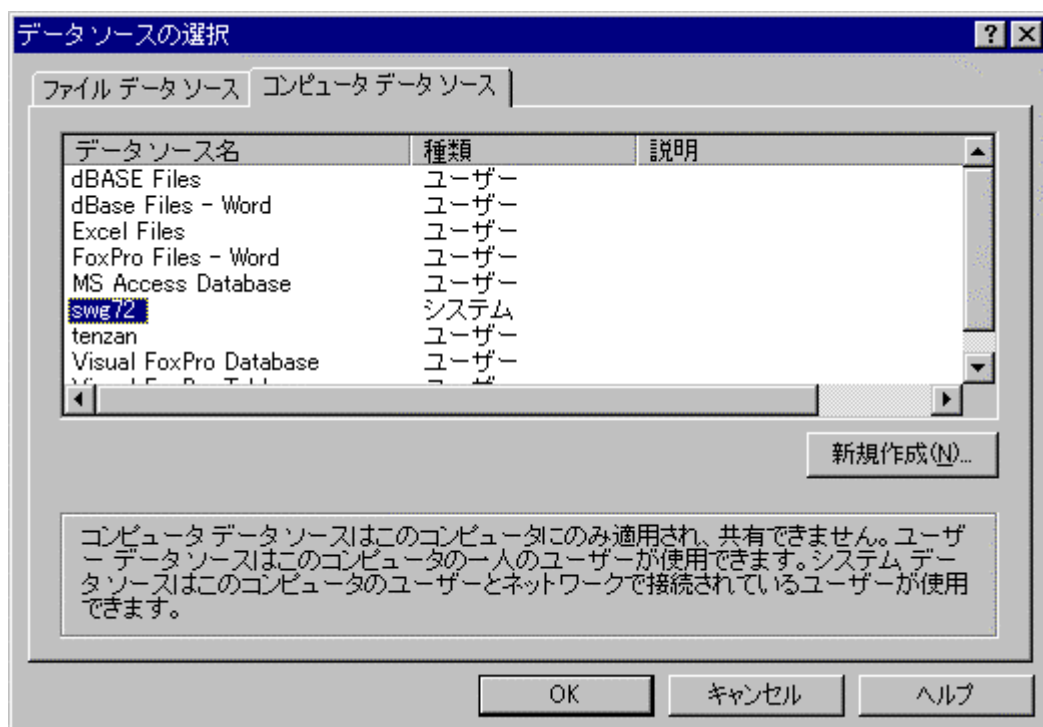 データ ソースの選択
ファイル データ ソース コンピュータ データ ソース
データ ソース名 種類 説明
dBASE Files ユーザー
dBase Files - Word ユーザー
Excel Files ユーザー
FoxPro Files - Word ユーザー
MS Access Database ユーザー
swg72 システム
tenzan ユーザー
Visual FoxPro Database ユーザー
新規作成(N)...
コンピュータ データ ソースはこのコンピュータにのみ適用され、共有できません。ユーザ
ー データ ソースはこのコンピュータの一人のユーザーが使用できます。システム デー
タ ソースはこのコンピュータのユーザーとネットワークで接続されているユーザーが使用
できます。
OK キャンセル ヘルプ